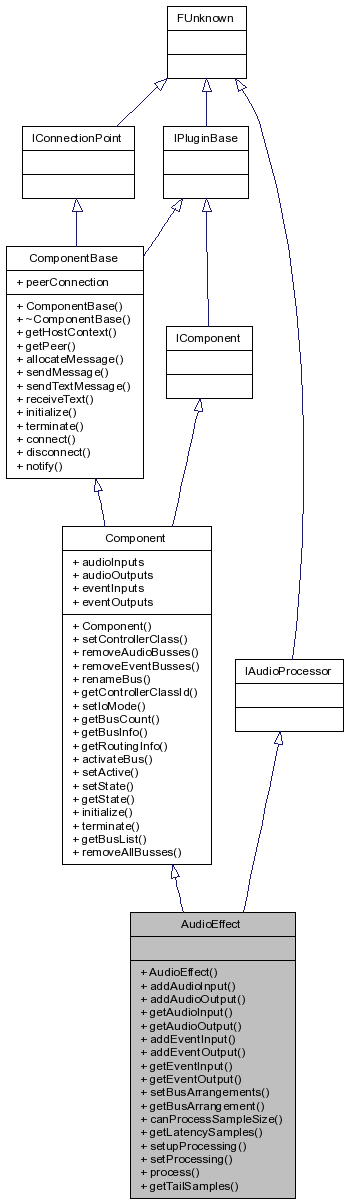 FUnknown
IConnectionPoint
IPluginBase
ComponentBase
+ peerConnection
+ ComponentBase()
+ ~ComponentBase()
+ getHostContext()
+ getPeer()
+ allocateMessage()
+ sendMessage()
+ sendTextMessage()
+ receiveText()
+ initialize()
+ terminate()
+ connect()
+ disconnect()
+ notify()
IComponent
Component
+ audioInputs
+ audioOutputs
+ eventInputs
+ eventOutputs
+ Component()
+ setControllerClass()
+ removeAudioBusses()
+ removeEventBusses()
+ renameBus()
+ getControllerClassId()
+ setIoMode()
+ getBusCount()
+ getBusInfo()
+ getRoutingInfo()
+ activateBus()
+ setActive()
+ setState()
+ getState()
+ initialize()
+ terminate()
+ getBusList()
+ removeAllBusses()
IAudioProcessor
AudioEffect
+ AudioEffect()
+ addAudioInput()
+ addAudioOutput()
+ getAudioInput()
+ getAudioOutput()
+ addEventInput()
+ addEventOutput()
+ getEventInput()
+ getEventOutput()
+ setBusArrangements()
+ getBusArrangement()
+ canProcessSampleSize()
+ getLatencySamples()
+ setupProcessing()
+ setProcessing()
+ process()
+ getTailSamples()